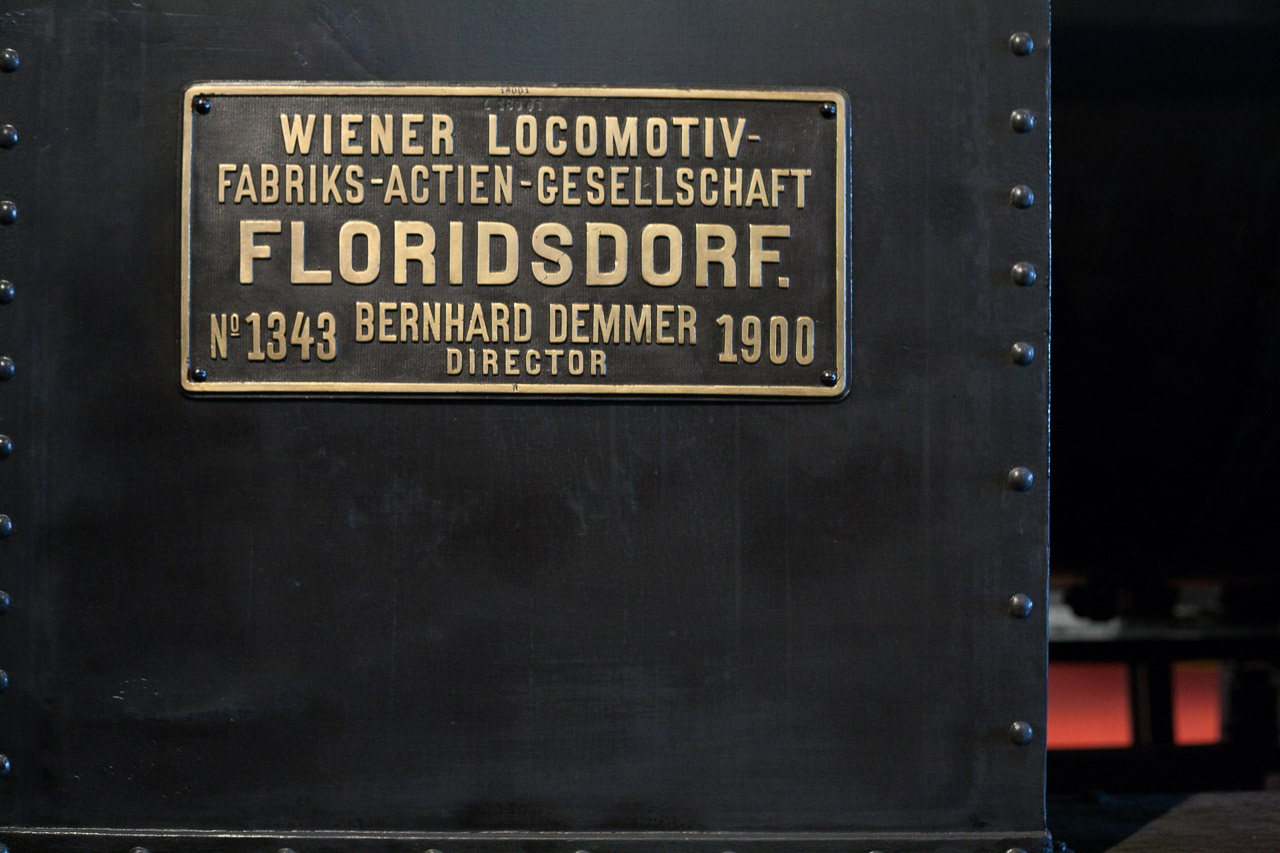 WIENER LOCOMOTIV-
FABRIKS-ACTIEN-GESELLSCHAFT
FLORIDSDORF.
Nº 1343 BERNHARD DEMMER 1900
DIRECTOR